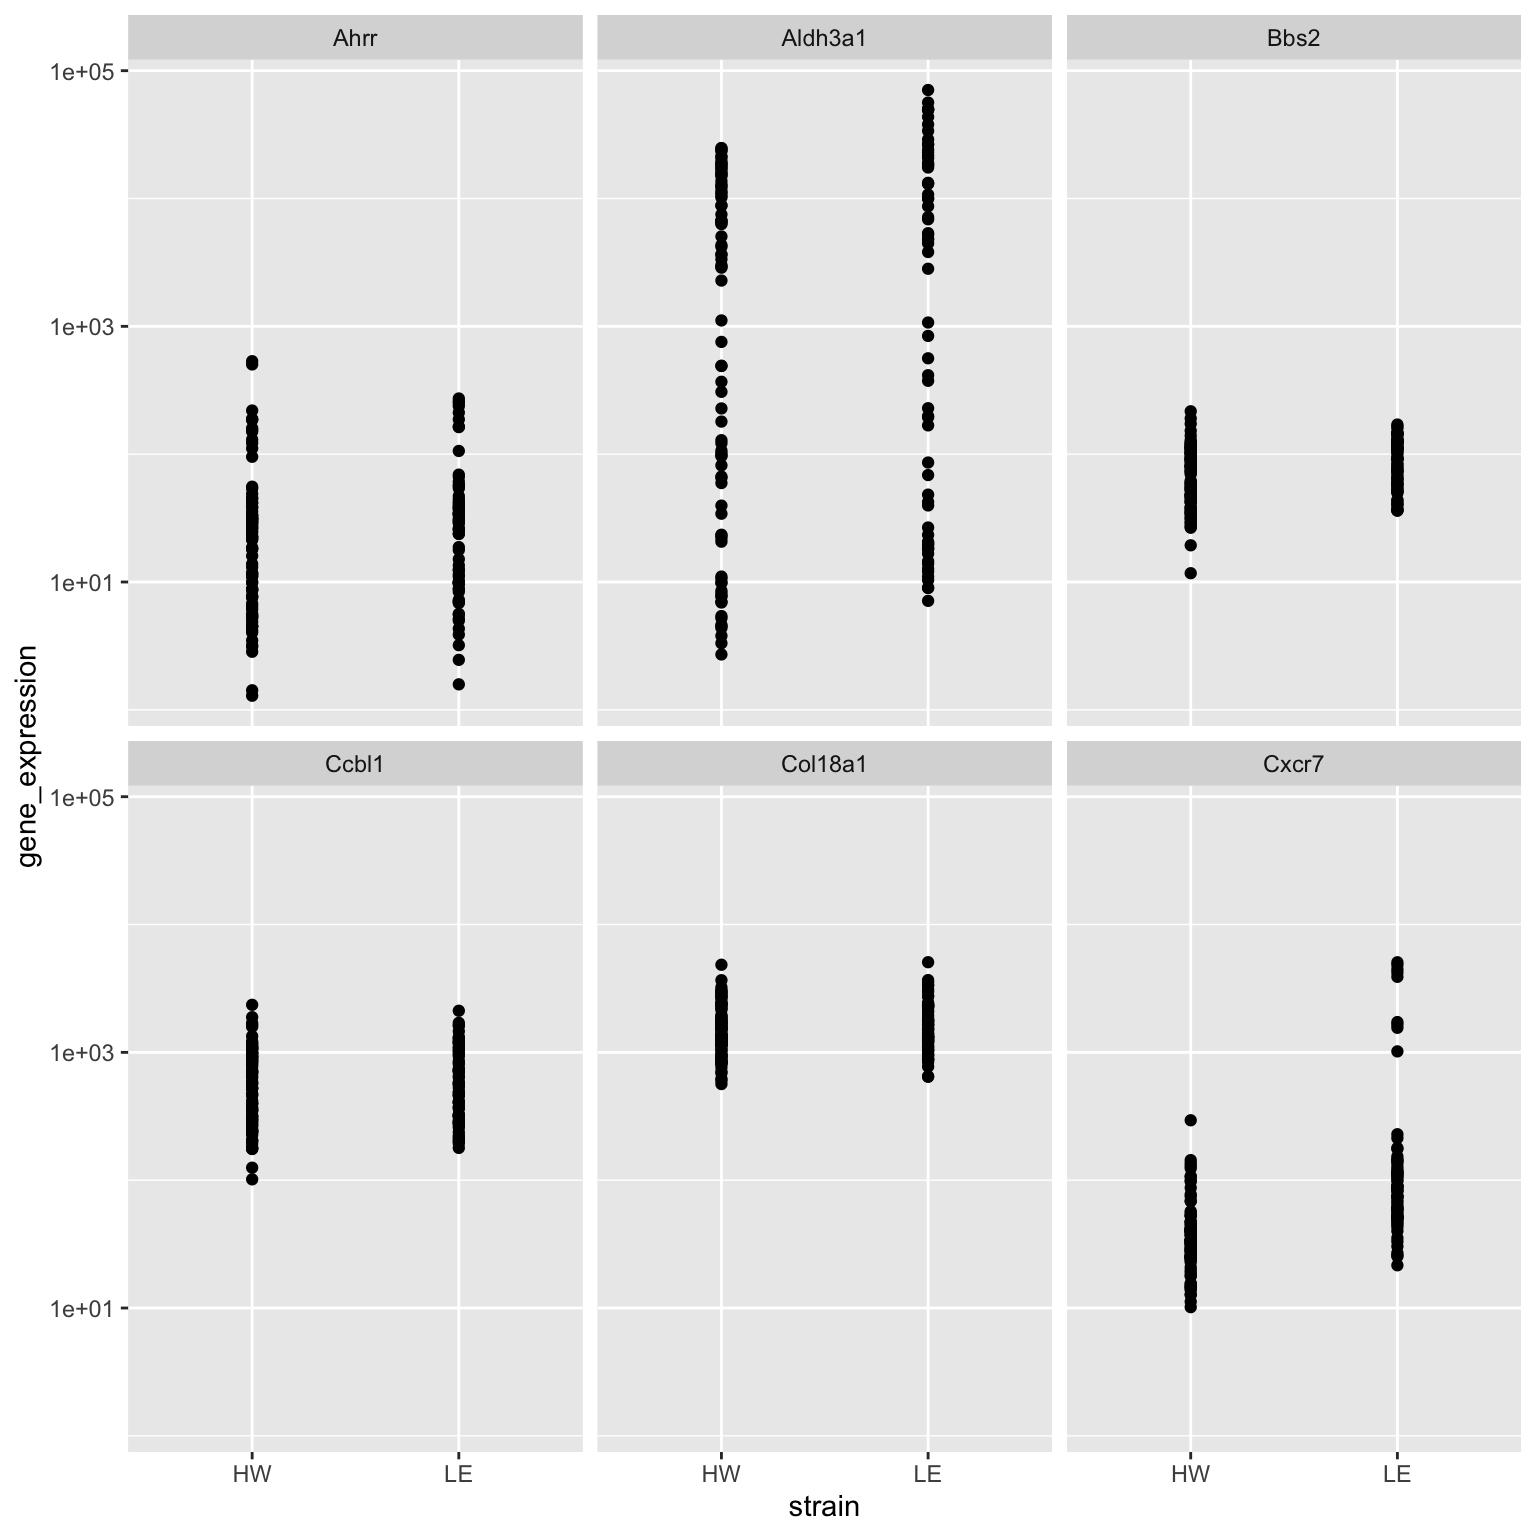 Ahrr Aldh3a1 Bbs2
1e+05
1e+03
1e+01
gene_expression
Ccbl1 Col18a1 Cxcr7
1e+05
1e+03
1e+01
HW LE HW LE HW LE
strain